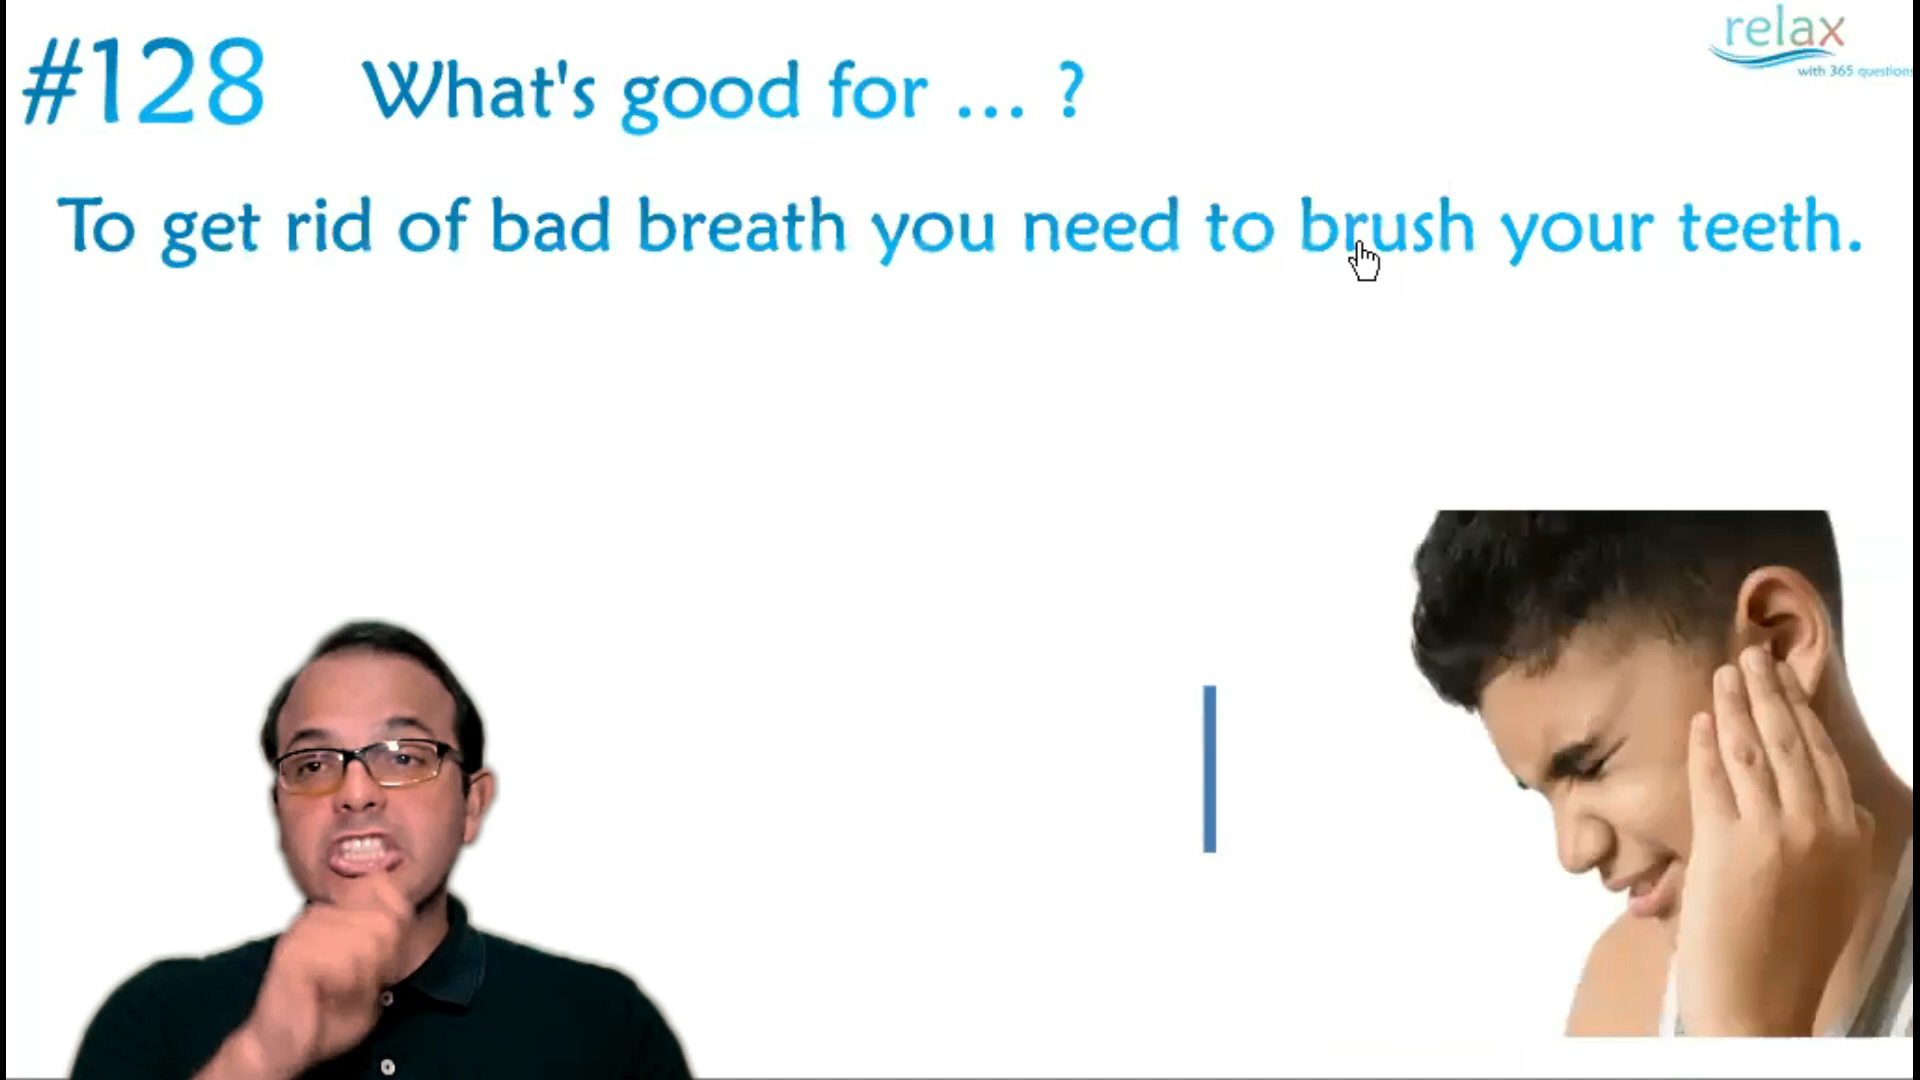 #128 What's good for ... ?
relax
with 365 questions
To get rid of bad breath you need to brush your teeth.